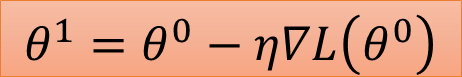 θ¹ = θ⁰ − η∇L(θ⁰)